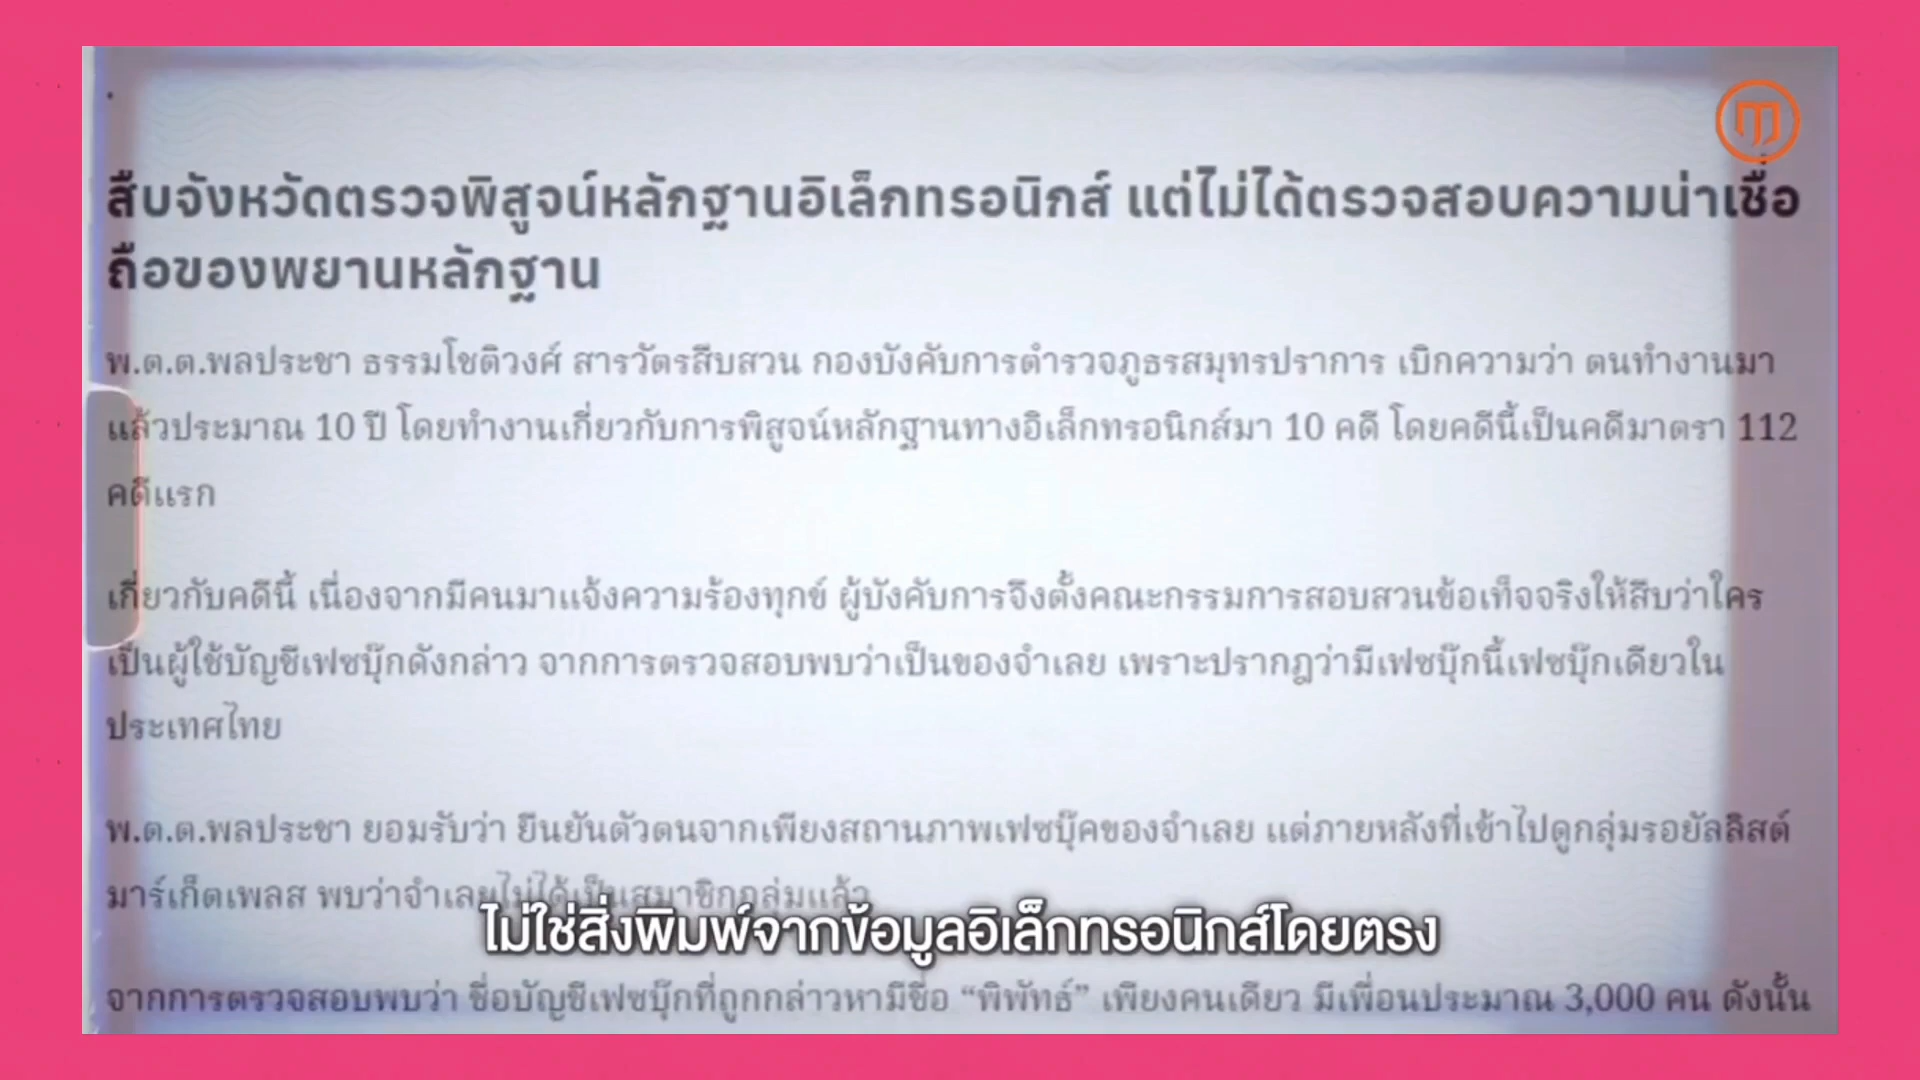 สืบจังหวัดตรวจพิสูจน์หลักฐานอิเล็กทรอนิกส์ แต่ไม่ได้ตรวจสอบความน่าเชื่อ
ถือของพยานหลักฐาน
พ.ต.ต.พลประชา ธรรมโชติวงศ์ สารวัตรสืบสวน กองบังคับการตำรวจภูธรสมุทรปราการ เบิกความว่า ตนทำงานมา
แล้วประมาณ 10 ปี โดยทำงานเกี่ยวกับการพิสูจน์หลักฐานทางอิเล็กทรอนิกส์มา 10 คดี โดยคดีนี้เป็นคดีมาตรา 112
คดีแรก
เกี่ยวกับคดีนี้ เนื่องจากมีคนมาแจ้งความร้องทุกข์ ผู้บังคับการจึงตั้งคณะกรรมการสอบสวนข้อเท็จจริงให้สืบว่าใคร
เป็นผู้ใช้บัญชีเฟซบุ๊กดังกล่าว จากการตรวจสอบพบว่าเป็นของจำเลย เพราะปรากฎว่ามีเฟซบุ๊กนี้เฟซบุ๊กเดียวใน
ประเทศไทย
พ.ต.ต.พลประชา ยอมรับว่า ยืนยันตัวตนจากเพียงสถานภาพเฟซบุ๊คของจำเลย แต่ภายหลังที่เข้าไปดูกลุ่มรอยัลลิสต์
มาร์เก็ตเพลส พบว่าจำเลยไม่ได้เป็นสมาชิกกลุ่มแล้ว
ไม่ใช่สิ่งพิมพ์จากข้อมูลอิเล็กทรอนิกส์โดยตรง
จากการตรวจสอบพบว่า ชื่อบัญชีเฟซบุ๊กที่ถูกกล่าวหามีชื่อ “พิพัทธ์” เพียงคนเดียว มีเพื่อนประมาณ 3,000 คน ดังนั้น